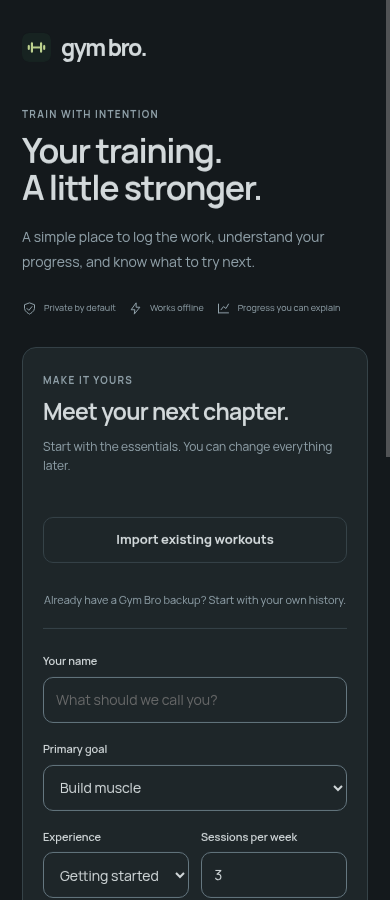 gym bro.
TRAIN WITH INTENTION
Your training.
A little stronger.
A simple place to log the work, understand your
progress, and know what to try next.
Private by default Works offline Progress you can explain
MAKE IT YOURS
Meet your next chapter.
Start with the essentials. You can change everything
later.
Import existing workouts
Already have a Gym Bro backup? Start with your own history.
Your name
What should we call you?
Primary goal
Build muscle
Experience Sessions per week
Getting started 3